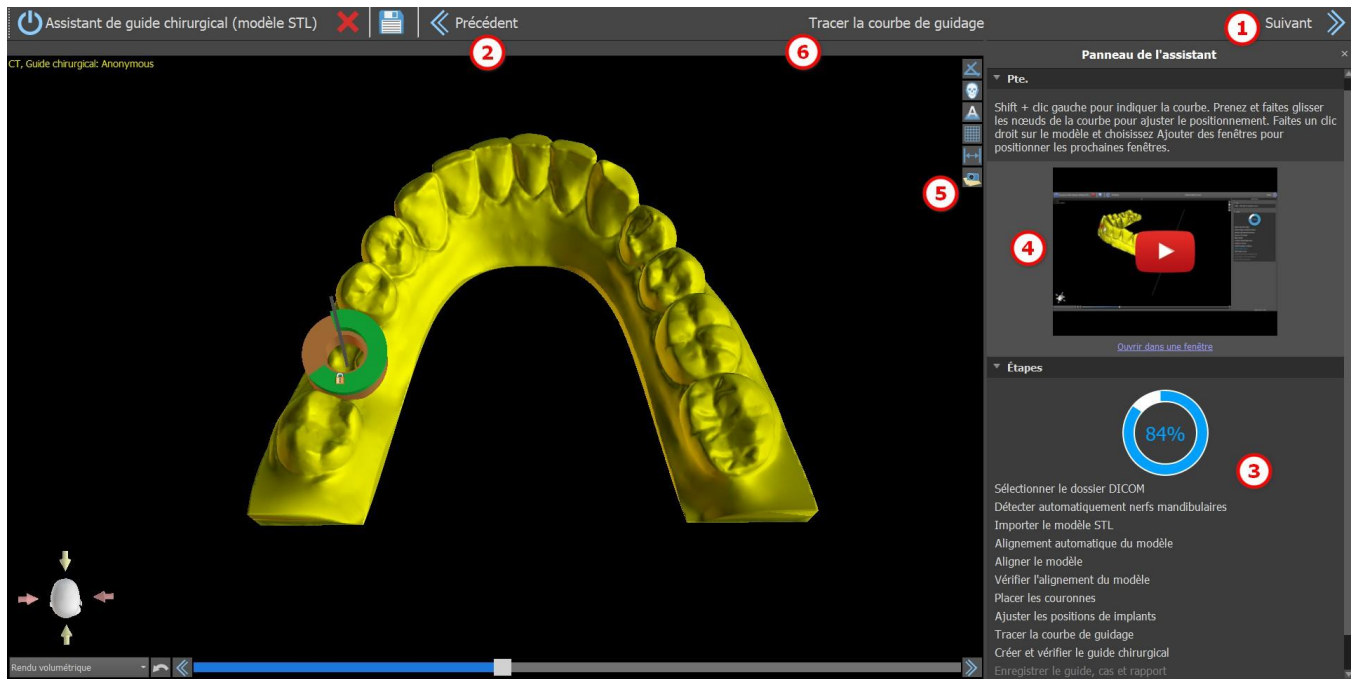 Assistant de guide chirurgical (modèle STL)
Précédent
Tracer la courbe de guidage
Suivant
1
2
6
CT, Guide chirurgical: Anonymous
Panneau de l'assistant
Pte.
Shift + clic gauche pour indiquer la courbe. Prenez et faites glisser
les nœuds de la courbe pour ajuster le positionnement. Faites un clic
droit sur le modèle et choisissez Ajouter des fenêtres pour
positionner les prochaines fenêtres.
5
4
Ouvrir dans une fenêtre
Étapes
84%
3
Sélectionner le dossier DICOM
Détecter automatiquement nerfs mandibulaires
Importer le modèle STL
Alignement automatique du modèle
Aligner le modèle
Vérifier l'alignement du modèle
Placer les couronnes
Ajuster les positions de implants
Tracer la courbe de guidage
Créer et vérifier le guide chirurgical
Enregistrer le guide, cas et rapport
Rendu volumétrique